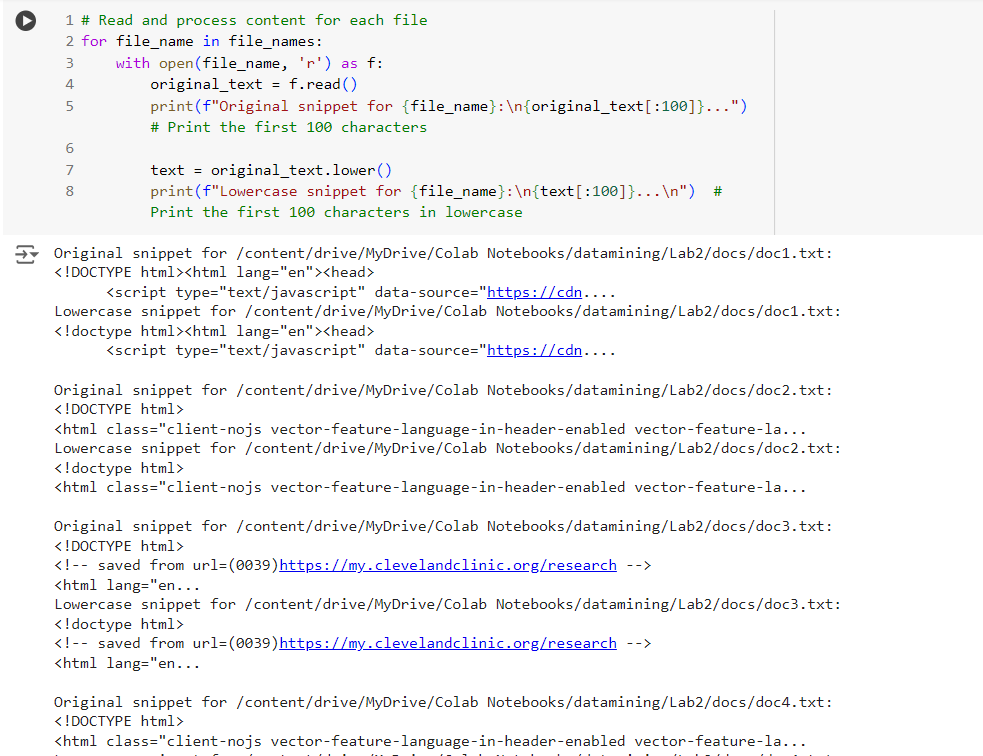 1 # Read and process content for each file
2 for file_name in file_names:
3     with open(file_name, 'r') as f:
4         original_text = f.read()
5         print(f"Original snippet for {file_name}:\n{original_text[:100]}...")
# Print the first 100 characters
6
7         text = original_text.lower()
8         print(f"Lowercase snippet for {file_name}:\n{text[:100]}...\n")  #
Print the first 100 characters in lowercase
Original snippet for /content/drive/MyDrive/Colab Notebooks/datamining/Lab2/docs/doc1.txt:
<!DOCTYPE html><html lang="en"><head>
      <script type="text/javascript" data-source="https://cdn....
Lowercase snippet for /content/drive/MyDrive/Colab Notebooks/datamining/Lab2/docs/doc1.txt:
<!doctype html><html lang="en"><head>
      <script type="text/javascript" data-source="https://cdn....
Original snippet for /content/drive/MyDrive/Colab Notebooks/datamining/Lab2/docs/doc2.txt:
<!DOCTYPE html>
<html class="client-nojs vector-feature-language-in-header-enabled vector-feature-la...
Lowercase snippet for /content/drive/MyDrive/Colab Notebooks/datamining/Lab2/docs/doc2.txt:
<!doctype html>
<html class="client-nojs vector-feature-language-in-header-enabled vector-feature-la...
Original snippet for /content/drive/MyDrive/Colab Notebooks/datamining/Lab2/docs/doc3.txt:
<!DOCTYPE html>
<!-- saved from url=(0039)https://my.clevelandclinic.org/research -->
<html lang="en...
Lowercase snippet for /content/drive/MyDrive/Colab Notebooks/datamining/Lab2/docs/doc3.txt:
<!doctype html>
<!-- saved from url=(0039)https://my.clevelandclinic.org/research -->
<html lang="en...
Original snippet for /content/drive/MyDrive/Colab Notebooks/datamining/Lab2/docs/doc4.txt:
<!DOCTYPE html>
<html class="client-nojs vector-feature-language-in-header-enabled vector-feature-la...